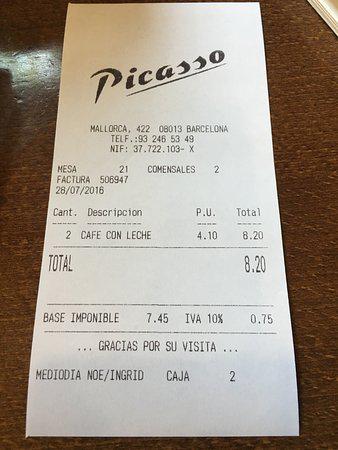 Picasso
MALLORCA, 422 08013 BARCELONA
TELF.:93 246 53 49
NIF: 37.722.103- X
MESA 21 COMENSALES 2
FACTURA 506947
28/07/2016
Cant. Descripcion P.U. Total
2 CAFE CON LECHE 4.10 8.20
TOTAL 8.20
BASE IMPONIBLE 7.45 IVA 10% 0.75
... GRACIAS POR SU VISITA ...
MEDIODIA NOE/INGRID CAJA 2